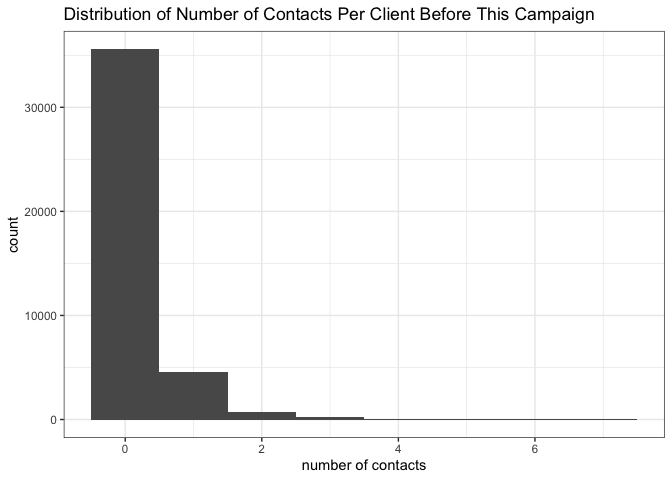 Distribution of Number of Contacts Per Client Before This Campaign
30000
20000
10000
0
count
0 2 4 6
number of contacts